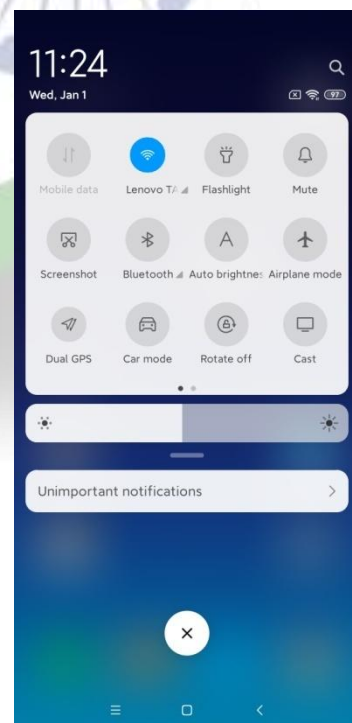 11:24
Wed, Jan 1
97
Mobile data
Lenovo TA
Flashlight
Mute
Screenshot
Bluetooth
Auto brightnes
Airplane mode
Dual GPS
Car mode
Rotate off
Cast
Unimportant notifications